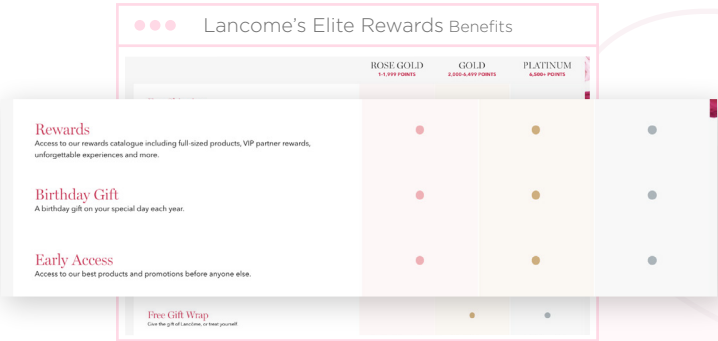 Lancome's Elite Rewards Benefits
ROSE GOLD GOLD PLATINUM
1-1,999 POINTS 2,000-6,499 POINTS 6,500+ POINTS
Rewards
Access to our rewards catalogue including full-sized products, VIP partner rewards,
unforgettable experiences and more.
Birthday Gift
A birthday gift on your special day each year.
Early Access
Access to our best products and promotions before anyone else.
Free Gift Wrap
Give the gift of Lancôme, or treat yourself